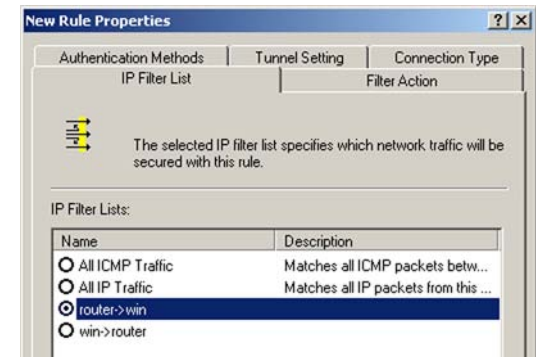 New Rule Properties
Authentication Methods Tunnel Setting Connection Type
IP Filter List Filter Action
The selected IP filter list specifies which network traffic will be
secured with this rule.
IP Filter Lists:
Name Description
All ICMP Traffic Matches all ICMP packets betw...
All IP Traffic Matches all IP packets from this ...
router->win
win->router